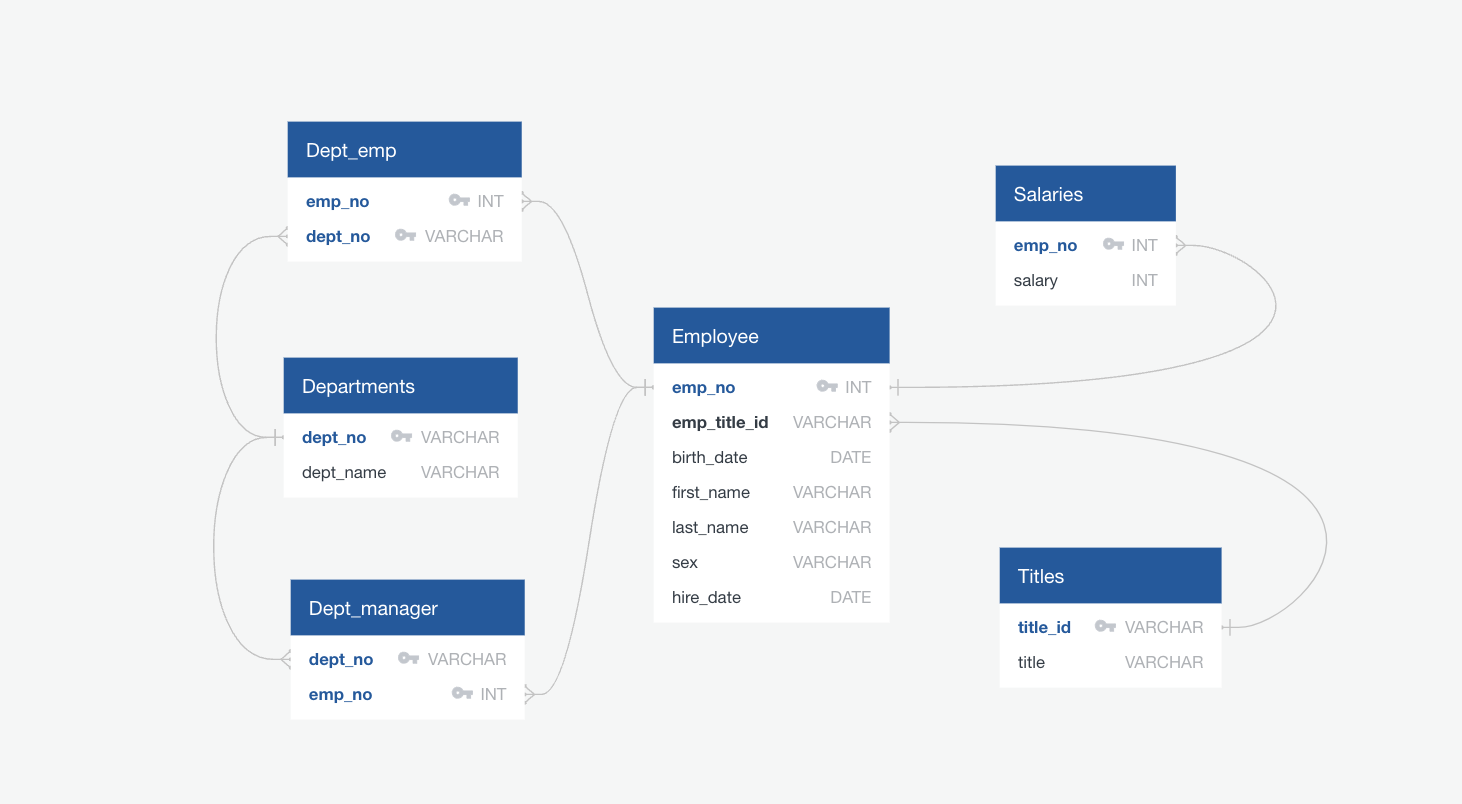 Dept_emp
emp_no INT
dept_no VARCHAR
Departments
dept_no VARCHAR
dept_name VARCHAR
Dept_manager
dept_no VARCHAR
emp_no INT
Employee
emp_no INT
emp_title_id VARCHAR
birth_date DATE
first_name VARCHAR
last_name VARCHAR
sex VARCHAR
hire_date DATE
Salaries
emp_no INT
salary INT
Titles
title_id VARCHAR
title VARCHAR